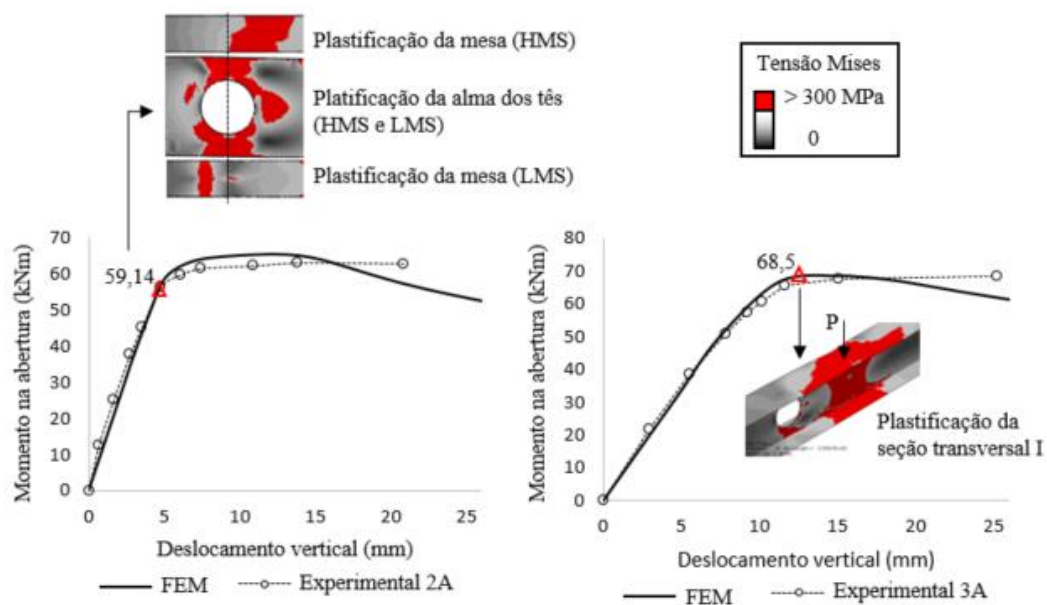 Plastificação da mesa (HMS)
Platificação da alma dos tês
(HMS e LMS)
Plastificação da mesa (LMS)
Tensão Mises
> 300 MPa
0
Momento na abertura (kNm)
70
60
50
40
30
20
10
0
59,14
0 5 10 15 20 25
Deslocamento vertical (mm)
FEM Experimental 2A
Momento na abertura (kNm)
80
70
60
50
40
30
20
10
0
68,5
P
Plastificação da
seção transversal I
0 5 10 15 20 25
Deslocamento vertical (mm)
FEM Experimental 3A